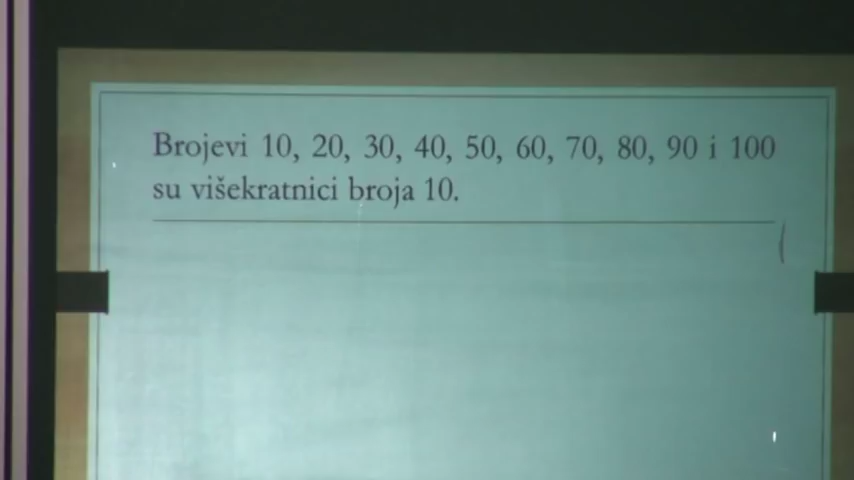 Brojevi 10, 20, 30, 40, 50, 60, 70, 80, 90 i 100
su višekratnici broja 10.